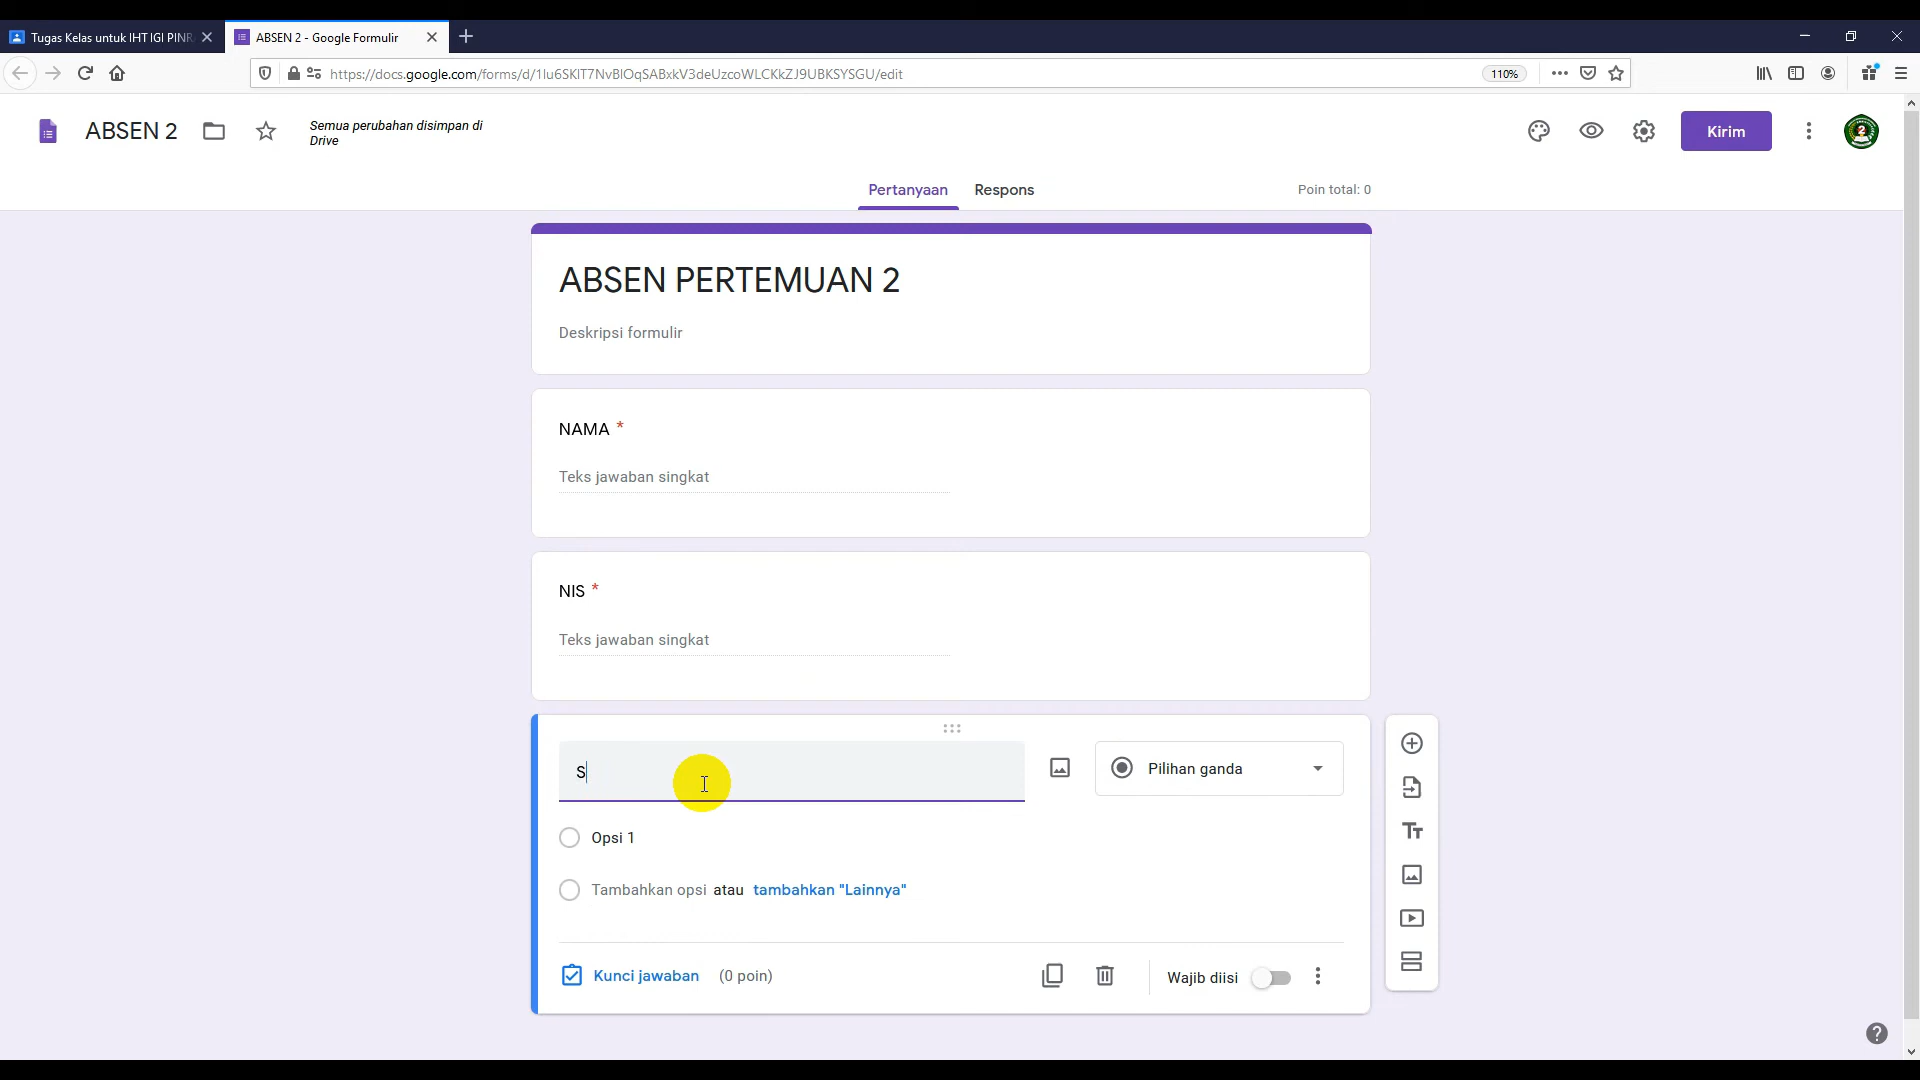 Tugas Kelas untuk IHT IGI PINR
ABSEN 2 - Google Formulir
https://docs.google.com/forms/d/1Iu6SKIT7NvBIOqSABxkV3deUzcoWLCKkZJ9UBKSYSGU/edit
110%
ABSEN 2
Semua perubahan disimpan di
Drive
Kirim
2
Pertanyaan
Respons
Poin total: 0
ABSEN PERTEMUAN 2
Deskripsi formulir
NAMA *
Teks jawaban singkat
NIS *
Teks jawaban singkat
S
Pilihan ganda
Opsi 1
Tambahkan opsi atau tambahkan "Lainnya"
Kunci jawaban (0 poin)
Wajib diisi